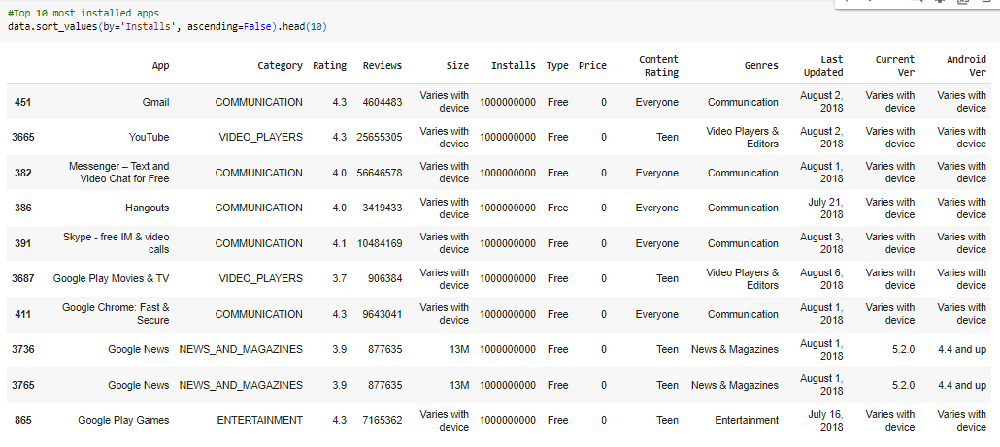 #Top 10 most installed apps
data.sort_values(by='Installs', ascending=False).head(10)
App Category Rating Reviews Size Installs Type Price Content Rating Genres Last Updated Current Ver Android Ver
451 Gmail COMMUNICATION 4.3 4604483 Varies with device 1000000000 Free 0 Everyone Communication August 2, 2018 Varies with device Varies with device
3665 YouTube VIDEO_PLAYERS 4.3 25655305 Varies with device 1000000000 Free 0 Teen Video Players & Editors August 2, 2018 Varies with device Varies with device
382 Messenger – Text and Video Chat for Free COMMUNICATION 4.0 56646578 Varies with device 1000000000 Free 0 Everyone Communication August 1, 2018 Varies with device Varies with device
386 Hangouts COMMUNICATION 4.0 3419433 Varies with device 1000000000 Free 0 Everyone Communication July 21, 2018 Varies with device Varies with device
391 Skype - free IM & video calls COMMUNICATION 4.1 10484169 Varies with device 1000000000 Free 0 Everyone Communication August 3, 2018 Varies with device Varies with device
3687 Google Play Movies & TV VIDEO_PLAYERS 3.7 906384 Varies with device 1000000000 Free 0 Teen Video Players & Editors August 6, 2018 Varies with device Varies with device
411 Google Chrome: Fast & Secure COMMUNICATION 4.3 9643041 Varies with device 1000000000 Free 0 Everyone Communication August 1, 2018 Varies with device Varies with device
3736 Google News NEWS_AND_MAGAZINES 3.9 877635 13M 1000000000 Free 0 Teen News & Magazines August 1, 2018 5.2.0 4.4 and up
3765 Google News NEWS_AND_MAGAZINES 3.9 877635 13M 1000000000 Free 0 Teen News & Magazines August 1, 2018 5.2.0 4.4 and up
865 Google Play Games ENTERTAINMENT 4.3 7165362 Varies with device 1000000000 Free 0 Teen Entertainment July 16, 2018 Varies with device Varies with device